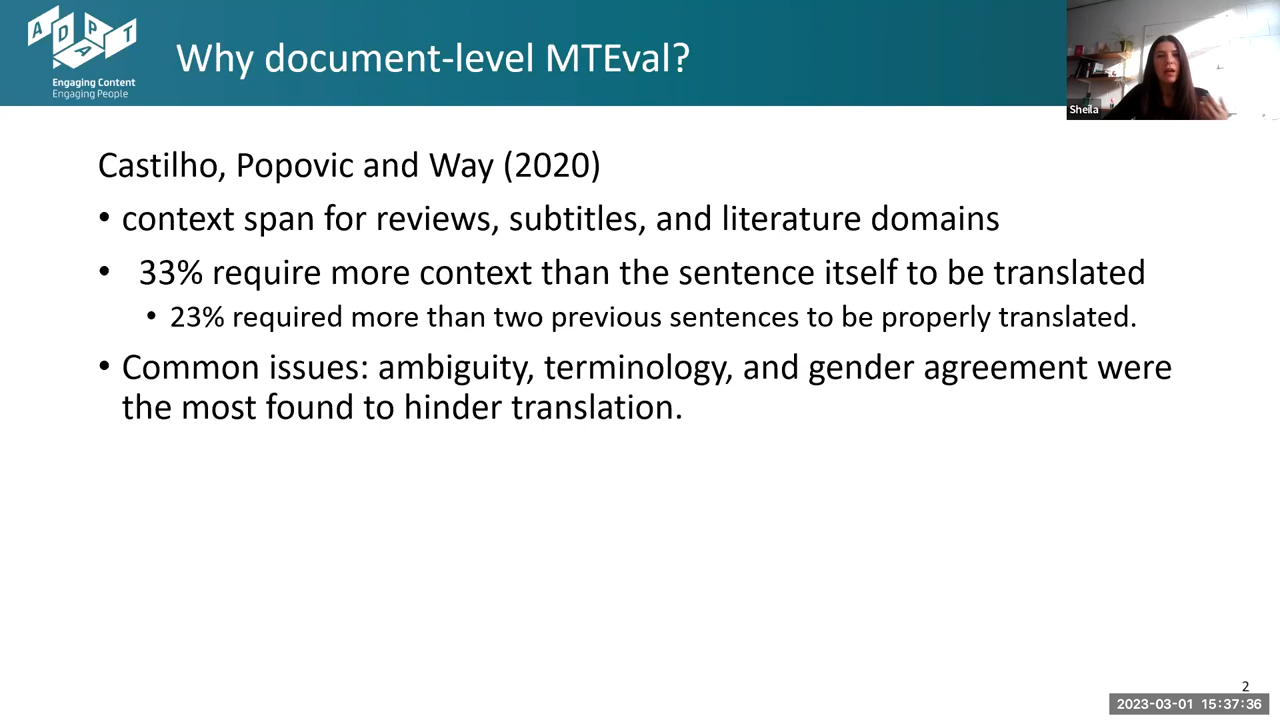 ADAPT
Engaging Content
Engaging People
Why document-level MTEval?
Sheila
Castilho, Popovic and Way (2020)
• context span for reviews, subtitles, and literature domains
• 33% require more context than the sentence itself to be translated
• 23% required more than two previous sentences to be properly translated.
• Common issues: ambiguity, terminology, and gender agreement were
the most found to hinder translation.
2
2023-03-01 15:37:36